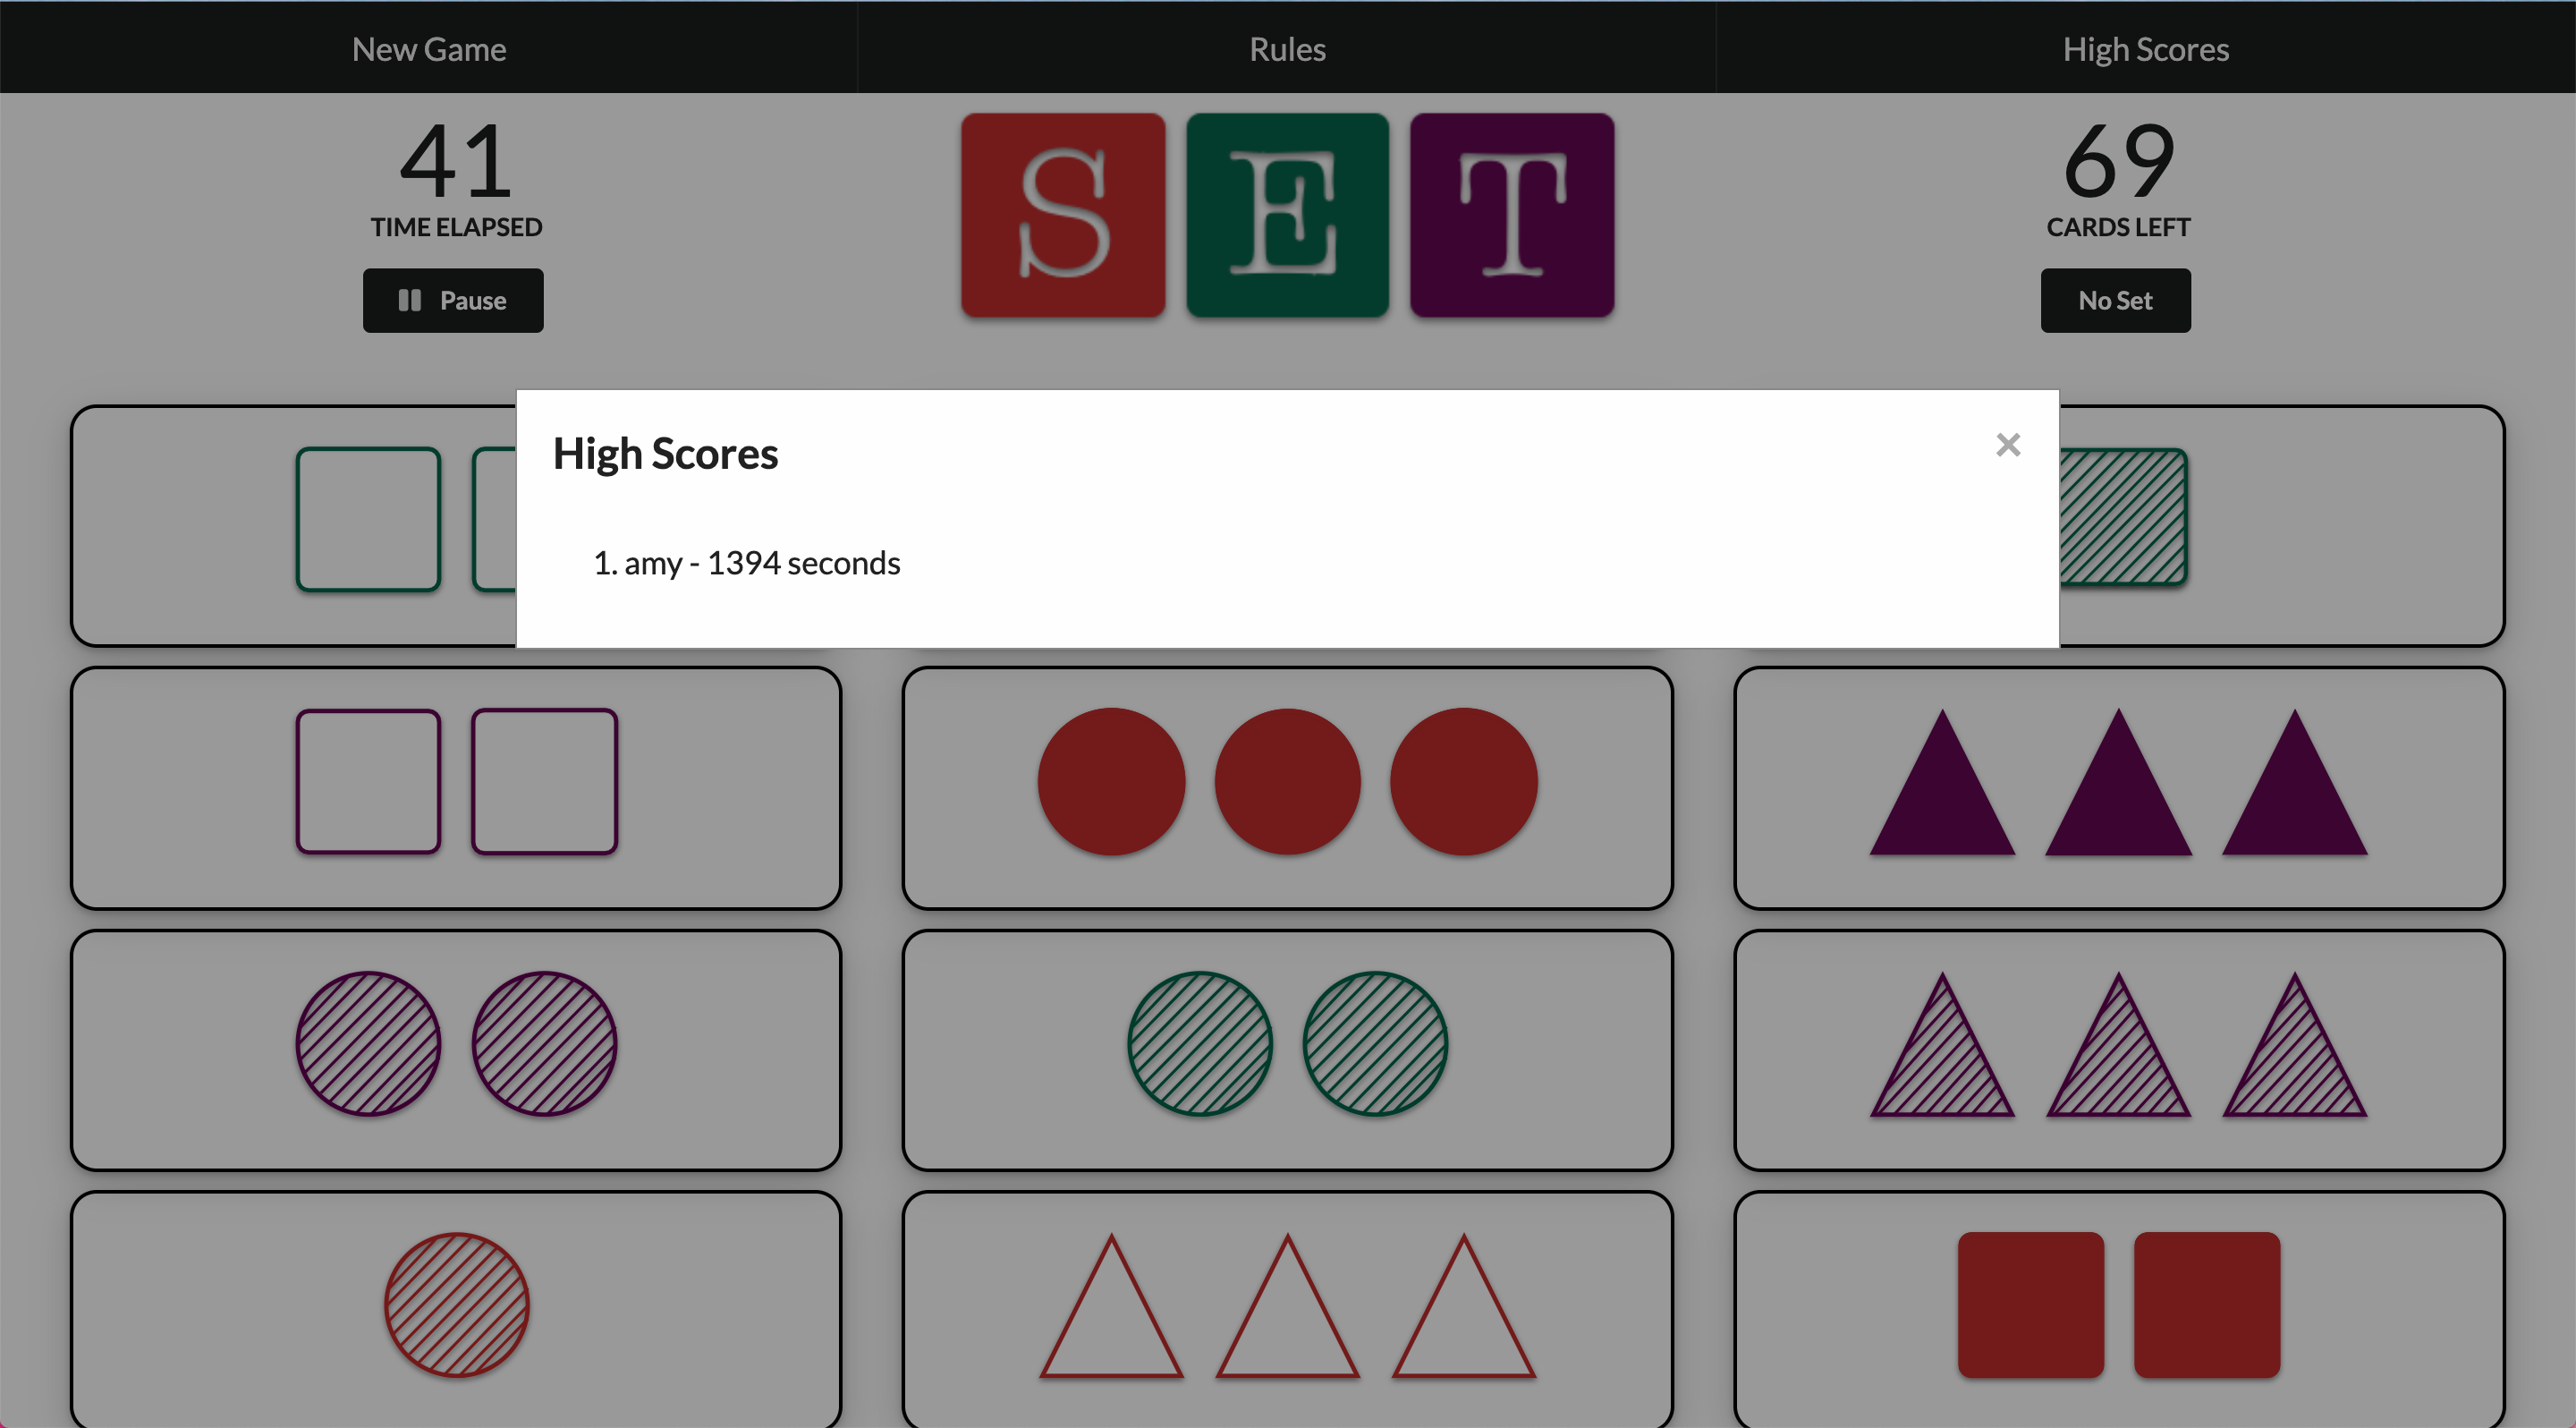 New Game
Rules
High Scores
41
TIME ELAPSED
Pause
S E T
69
CARDS LEFT
No Set
High Scores
×
1. amy - 1394 seconds